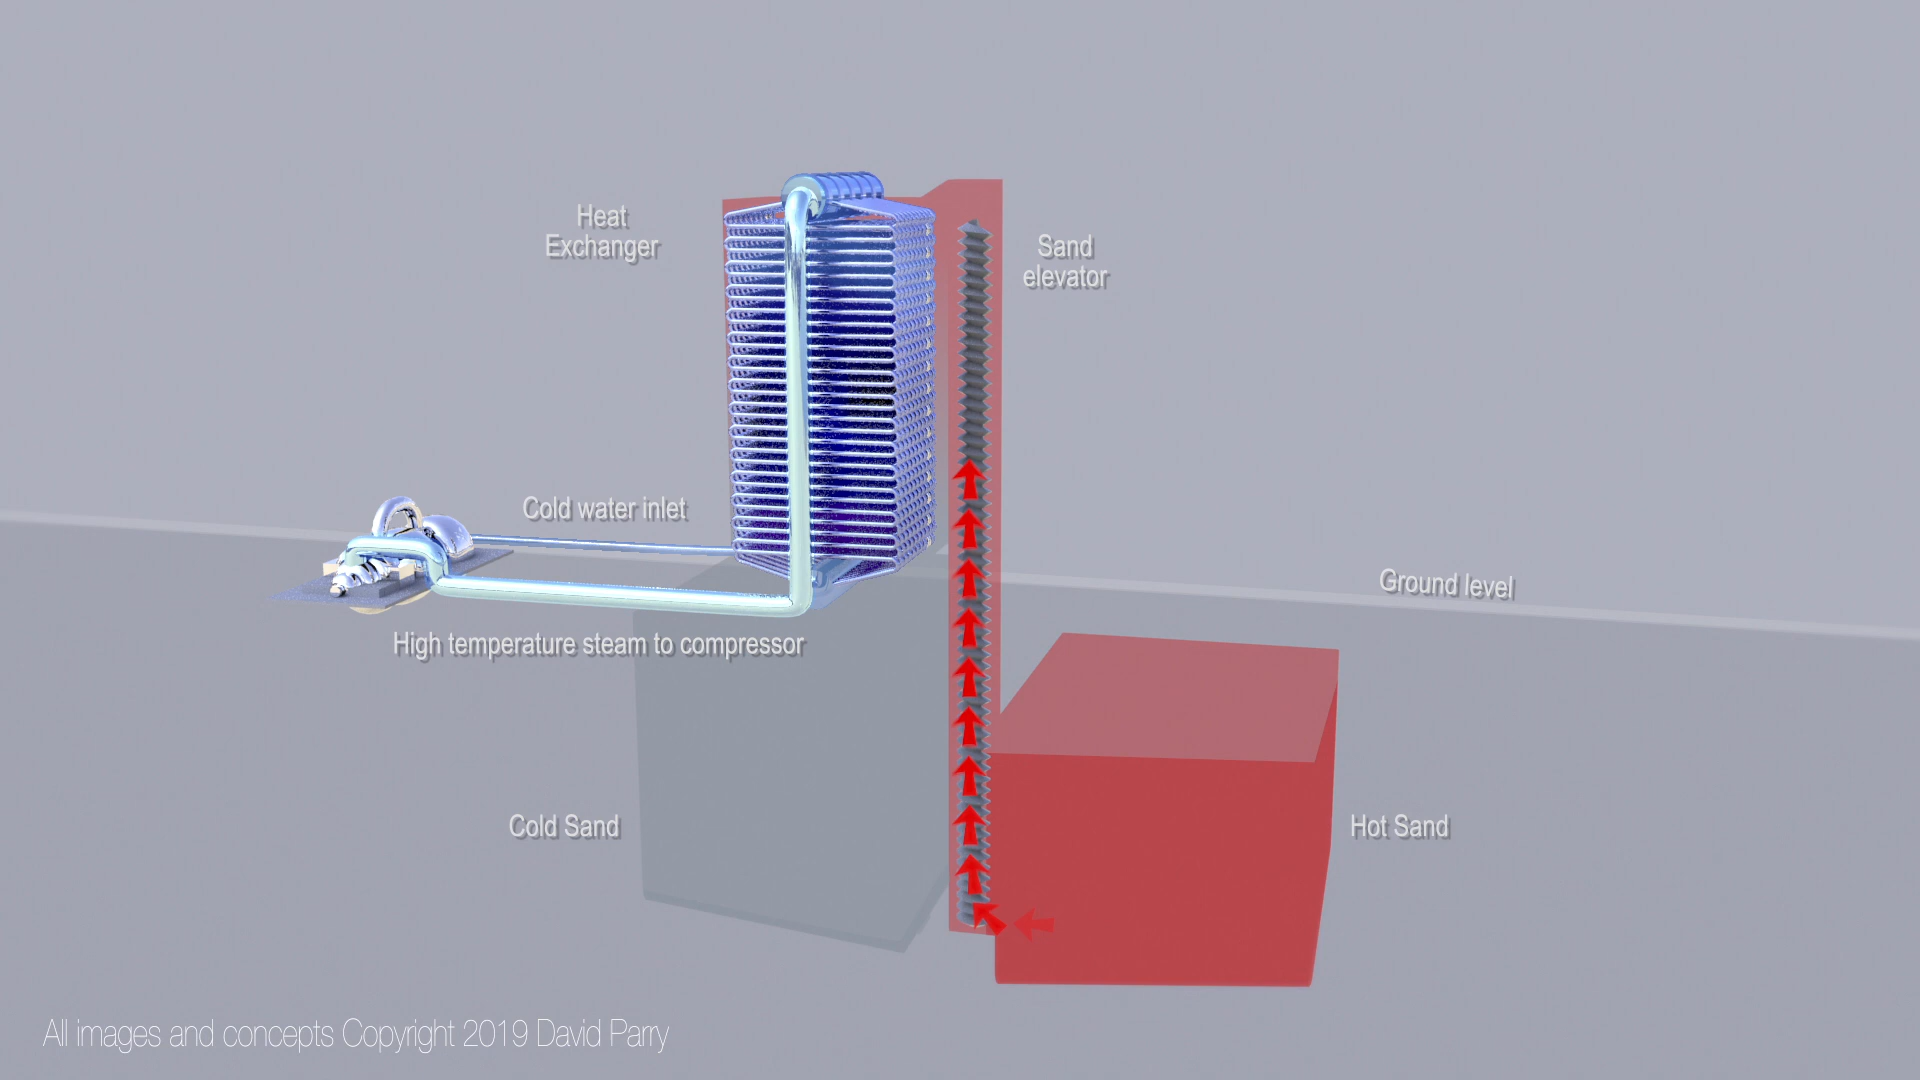 Heat
Exchanger
Sand
elevator
Cold water inlet
Ground level
High temperature steam to compressor
Cold Sand
Hot Sand
All images and concepts Copyright 2019 David Parry